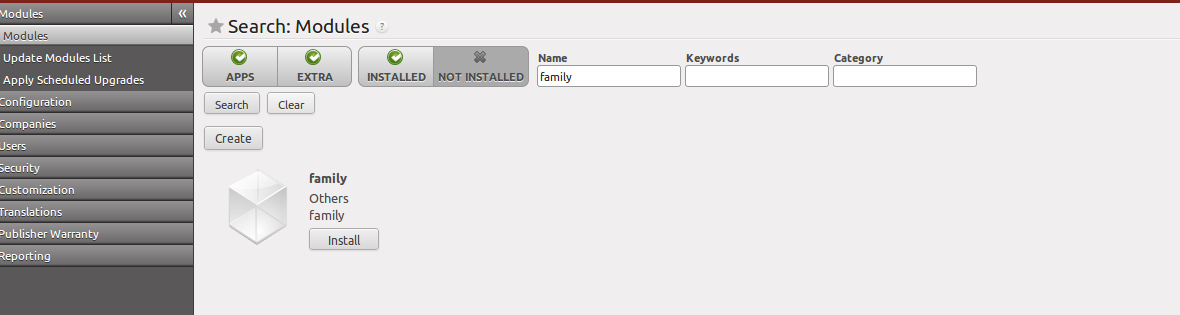 Modules «
Modules
Update Modules List
Apply Scheduled Upgrades
Configuration
Companies
Users
Security
Customization
Translations
Publisher Warranty
Reporting
Search: Modules ?
APPS EXTRA INSTALLED NOT INSTALLED
Name Keywords Category
family
Search Clear
Create
family
Others
family
Install